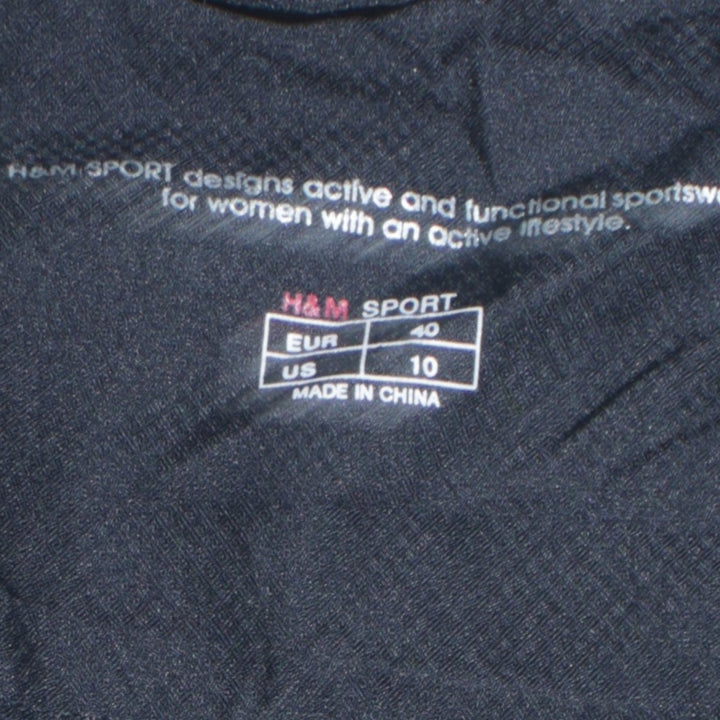 H&M SPORT designs active and functional sportswe
for women with an active lifestyle.
H&M SPORT
EUR 40
US 10
MADE IN CHINA